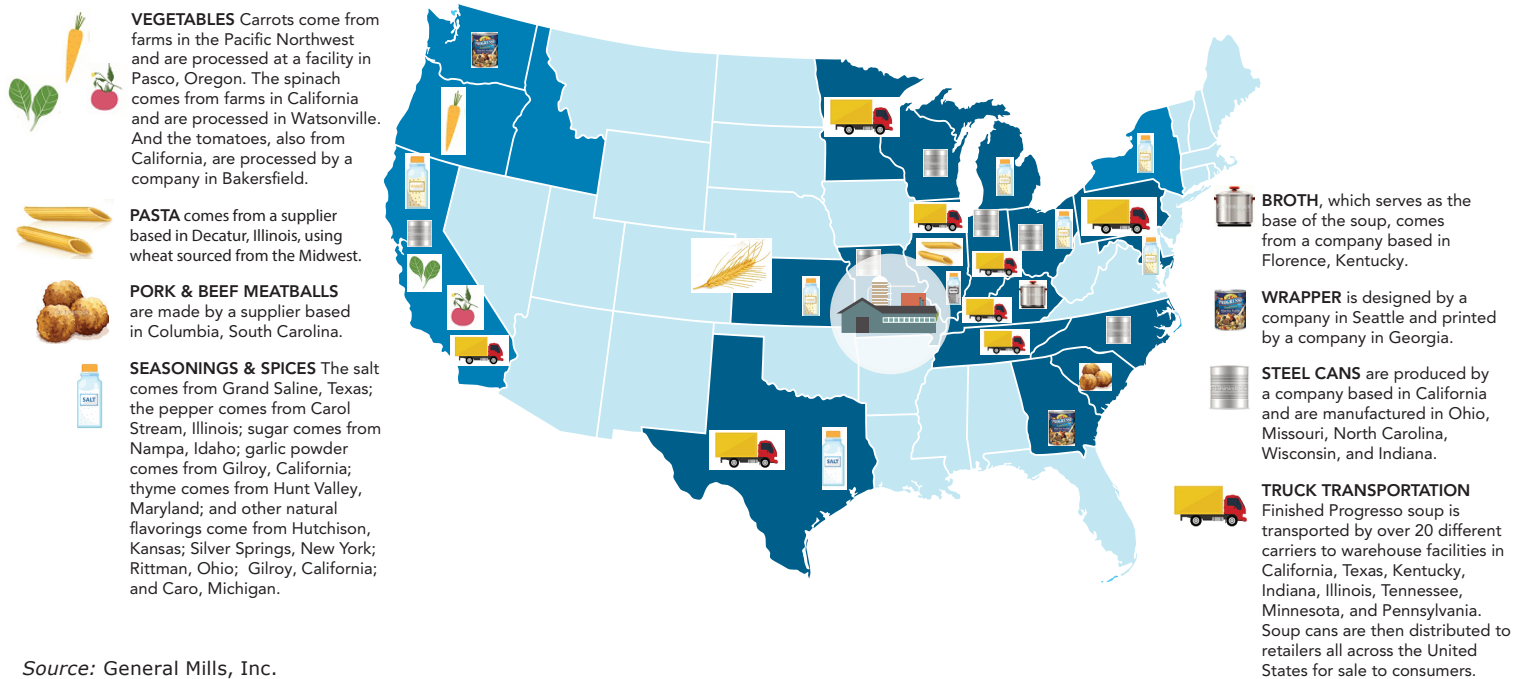 VEGETABLES Carrots come from
farms in the Pacific Northwest
and are processed at a facility in
Pasco, Oregon. The spinach
comes from farms in California
and are processed in Watsonville.
And the tomatoes, also from
California, are processed by a
company in Bakersfield.
PASTA comes from a supplier
based in Decatur, Illinois, using
wheat sourced from the Midwest.
PORK & BEEF MEATBALLS
are made by a supplier based
in Columbia, South Carolina.
SEASONINGS & SPICES The salt
comes from Grand Saline, Texas;
the pepper comes from Carol
Stream, Illinois; sugar comes from
Nampa, Idaho; garlic powder
comes from Gilroy, California;
thyme comes from Hunt Valley,
Maryland; and other natural
flavorings come from Hutchison,
Kansas; Silver Springs, New York;
Rittman, Ohio;  Gilroy, California;
and Caro, Michigan.
SALT
SALT
BROTH, which serves as the
base of the soup, comes
from a company based in
Florence, Kentucky.
WRAPPER is designed by a
company in Seattle and printed
by a company in Georgia.
STEEL CANS are produced by
a company based in California
and are manufactured in Ohio,
Missouri, North Carolina,
Wisconsin, and Indiana.
TRUCK TRANSPORTATION
Finished Progresso soup is
transported by over 20 different
carriers to warehouse facilities in
California, Texas, Kentucky,
Indiana, Illinois, Tennessee,
Minnesota, and Pennsylvania.
Soup cans are then distributed to
retailers all across the United
States for sale to consumers.
Source: General Mills, Inc.